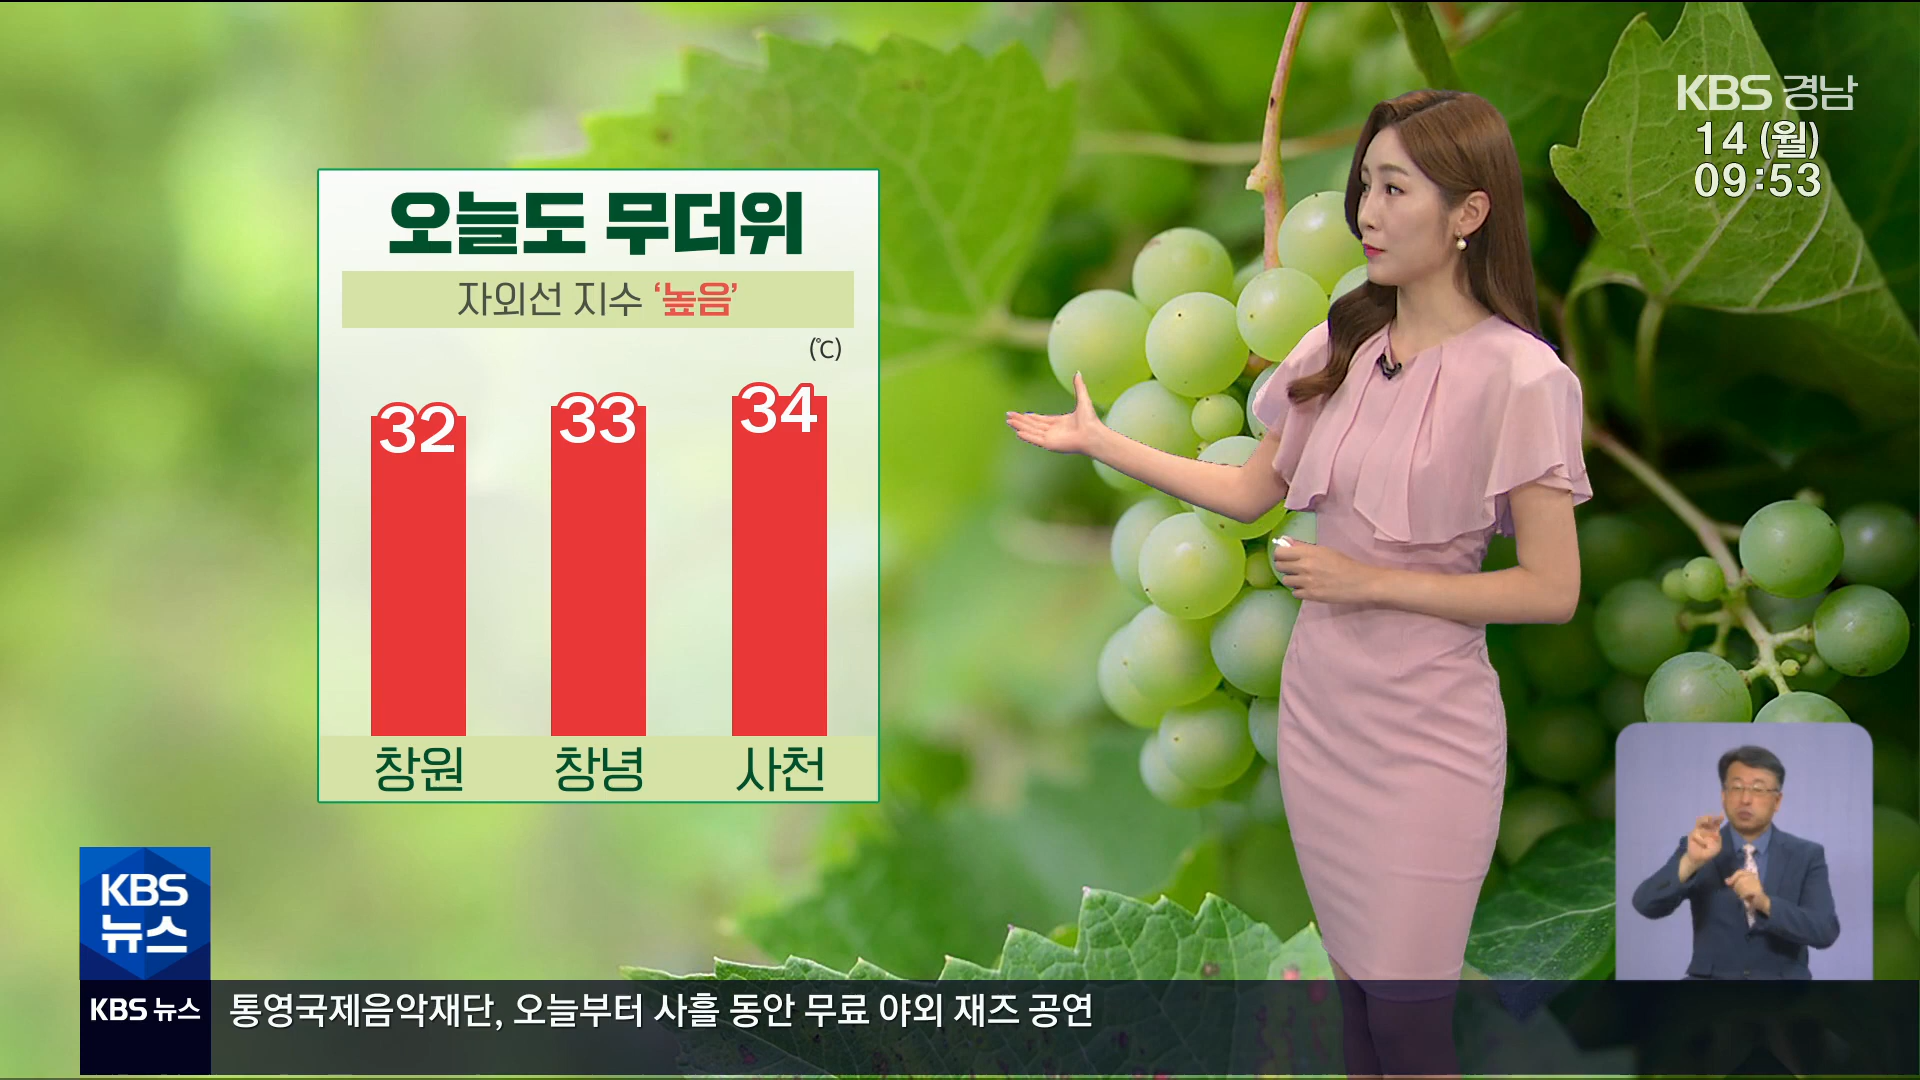 KBS 경남
14 (월)
09:53
오늘도 무더위
자외선 지수 ‘높음’
(℃)
32 33 34
창원 창녕 사천
KBS
뉴스
KBS 뉴스 통영국제음악재단, 오늘부터 사흘 동안 무료 야외 재즈 공연